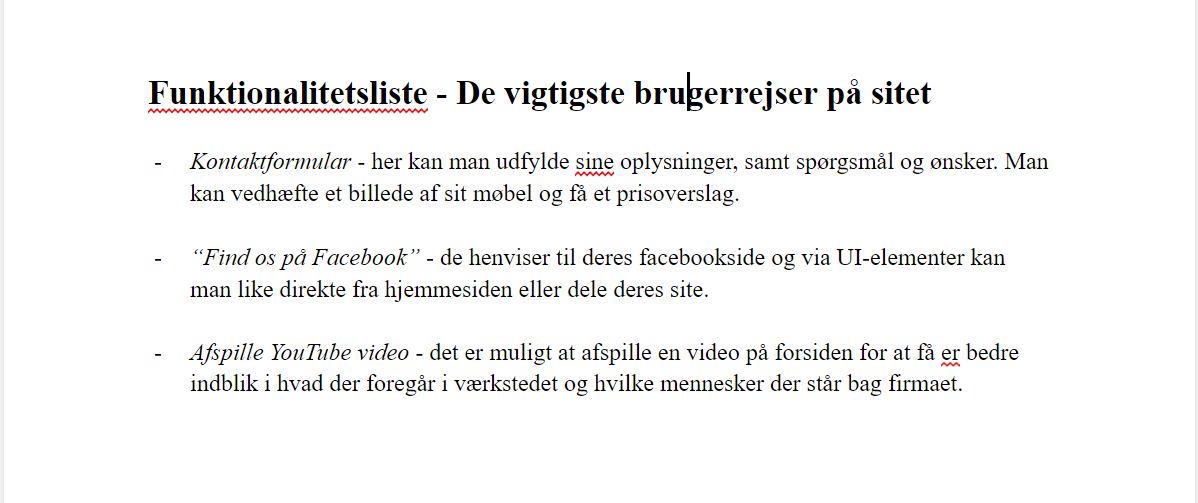 Funktionalitetsliste - De vigtigste brugerrejser på sitet
- Kontaktformular - her kan man udfylde sine oplysninger, samt spørgsmål og ønsker. Man
kan vedhæfte et billede af sit møbel og få et prisoverslag.
- “Find os på Facebook” - de henviser til deres facebookside og via UI-elementer kan
man like direkte fra hjemmesiden eller dele deres site.
- Afspille YouTube video - det er muligt at afspille en video på forsiden for at få er bedre
indblik i hvad der foregår i værkstedet og hvilke mennesker der står bag firmaet.